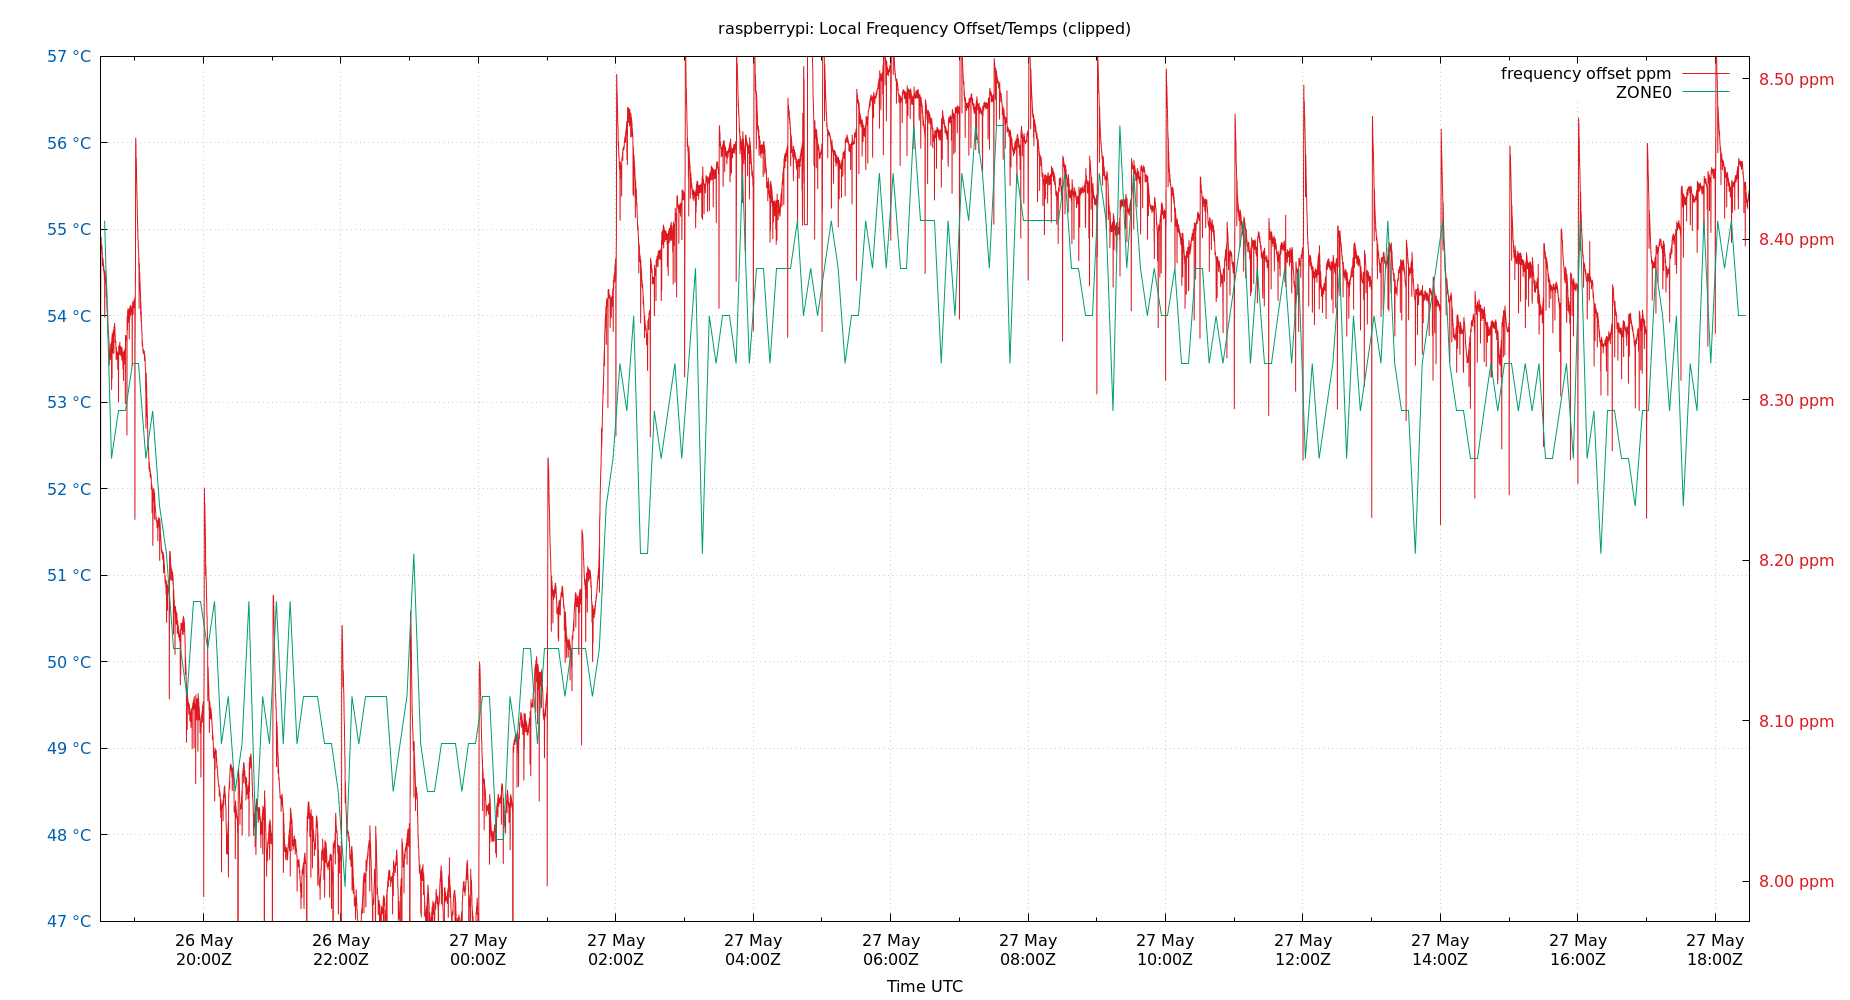 raspberrypi: Local Frequency Offset/Temps (clipped)
57 °C
56 °C
55 °C
54 °C
53 °C
52 °C
51 °C
50 °C
49 °C
48 °C
47 °C
frequency offset ppm
ZONE0
8.50 ppm
8.40 ppm
8.30 ppm
8.20 ppm
8.10 ppm
8.00 ppm
26 May 26 May 27 May 27 May 27 May 27 May 27 May 27 May 27 May 27 May 27 May 27 May
20:00Z 22:00Z 00:00Z 02:00Z 04:00Z 06:00Z 08:00Z 10:00Z 12:00Z 14:00Z 16:00Z 18:00Z
Time UTC